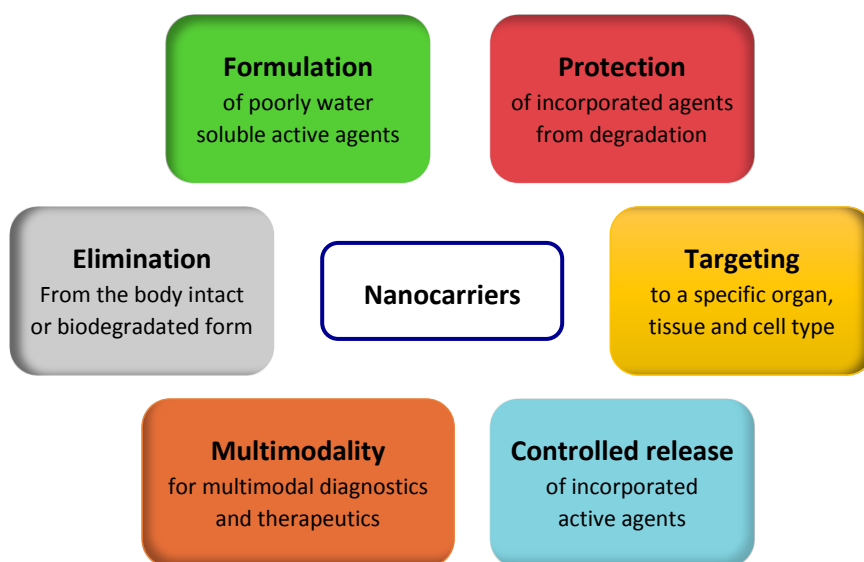 Formulation
of poorly water
soluble active agents
Protection
of incorporated agents
from degradation
Elimination
From the body intact
or biodegradated form
Nanocarriers
Targeting
to a specific organ,
tissue and cell type
Multimodality
for multimodal diagnostics
and therapeutics
Controlled release
of incorporated
active agents